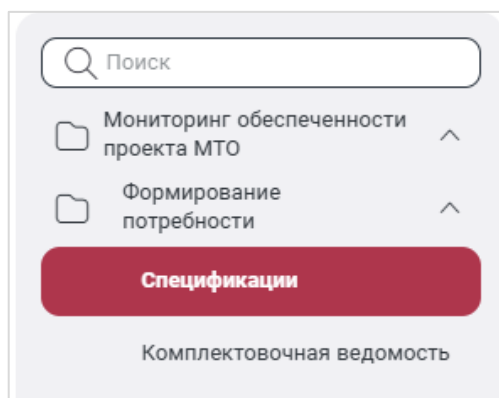 Поиск
Мониторинг обеспеченности
проекта МТО
Формирование
потребности
Спецификации
Комплектовочная ведомость